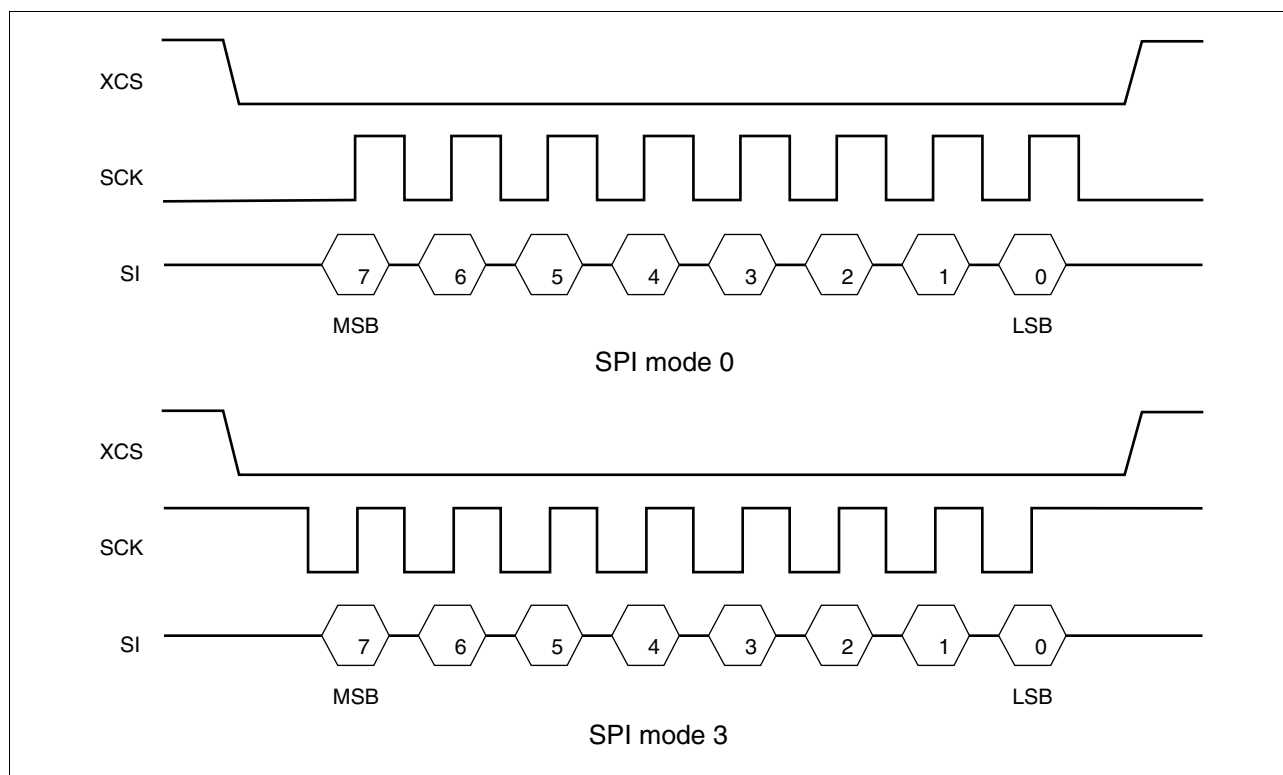 XCS
SCK
SI 7 6 5 4 3 2 1 0
MSB LSB
SPI mode 0
XCS
SCK
SI 7 6 5 4 3 2 1 0
MSB LSB
SPI mode 3